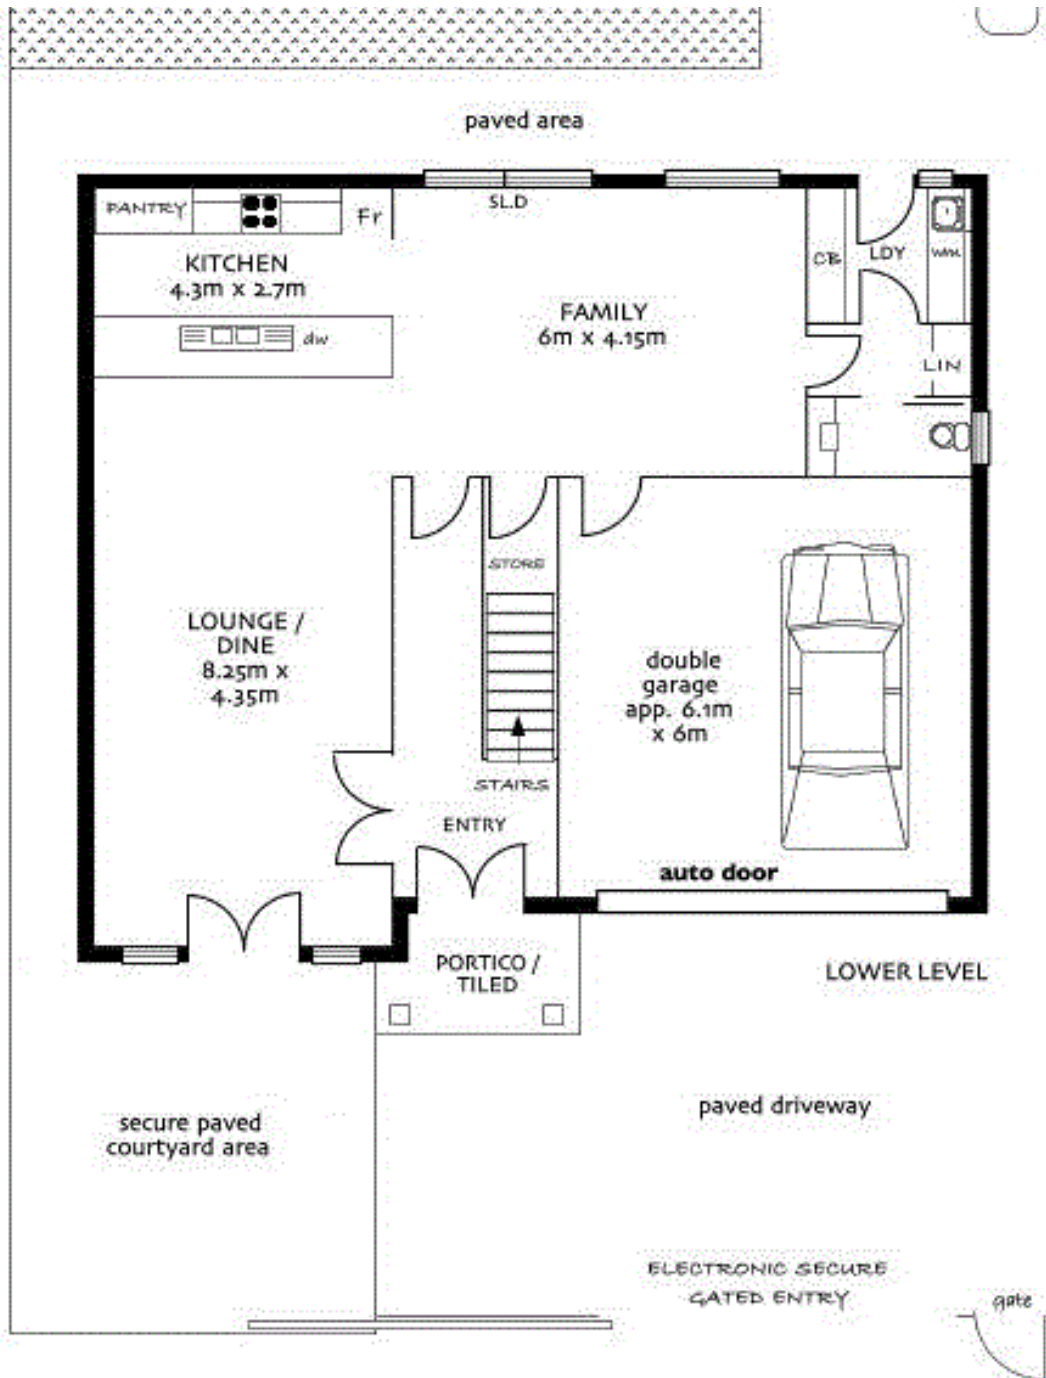 paved area
SL.D
PANTRY
Fr
KITCHEN
4.3m x 2.7m
dw
FAMILY
6m x 4.15m
CB
LDY
WM
LIN
STORE
LOUNGE /
DINE
8.25m x
4.35m
double
garage
app. 6.1m
x 6m
STAIRS
ENTRY
auto door
PORTICO /
TILED
LOWER LEVEL
secure paved
courtyard area
paved driveway
ELECTRONIC SECURE
GATED ENTRY
gate